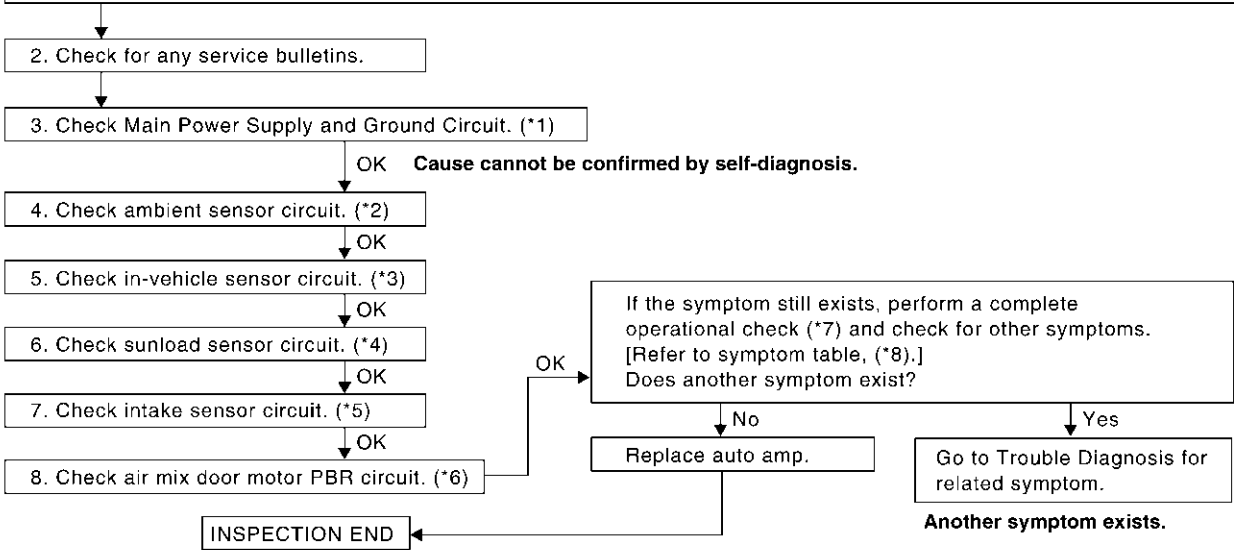 2. Check for any service bulletins.
3. Check Main Power Supply and Ground Circuit. (*1)
OK
Cause cannot be confirmed by self-diagnosis.
4. Check ambient sensor circuit. (*2)
OK
5. Check in-vehicle sensor circuit. (*3)
OK
6. Check sunload sensor circuit. (*4)
OK
7. Check intake sensor circuit. (*5)
OK
8. Check air mix door motor PBR circuit. (*6)
OK
If the symptom still exists, perform a complete
operational check (*7) and check for other symptoms.
[Refer to symptom table, (*8).]
Does another symptom exist?
No
Yes
Replace auto amp.
Go to Trouble Diagnosis for
related symptom.
Another symptom exists.
INSPECTION END